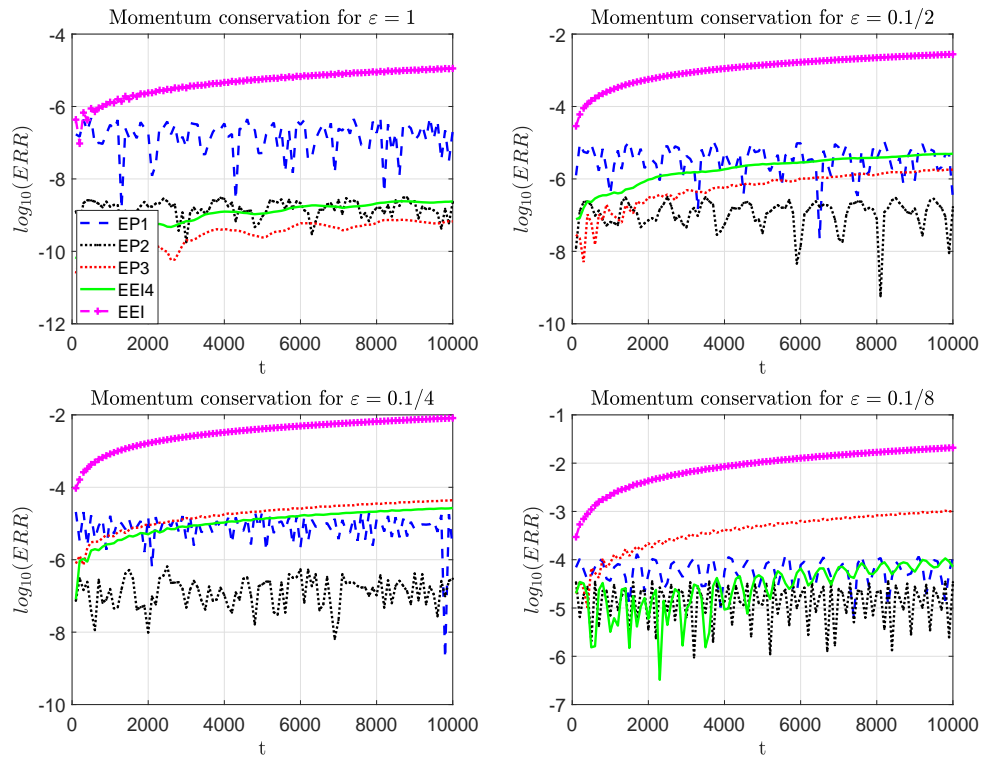 Momentum conservation for ε = 1
-4
-6
-8
-10
-12
log10(ERR)
EP1
EP2
EP3
EEI4
EEI
0 2000 4000 6000 8000 10000
t
Momentum conservation for ε = 0.1/2
-2
-4
-6
-8
-10
log10(ERR)
0 2000 4000 6000 8000 10000
t
Momentum conservation for ε = 0.1/4
-2
-4
-6
-8
-10
log10(ERR)
0 2000 4000 6000 8000 10000
t
Momentum conservation for ε = 0.1/8
-1
-2
-3
-4
-5
-6
-7
log10(ERR)
0 2000 4000 6000 8000 10000
t